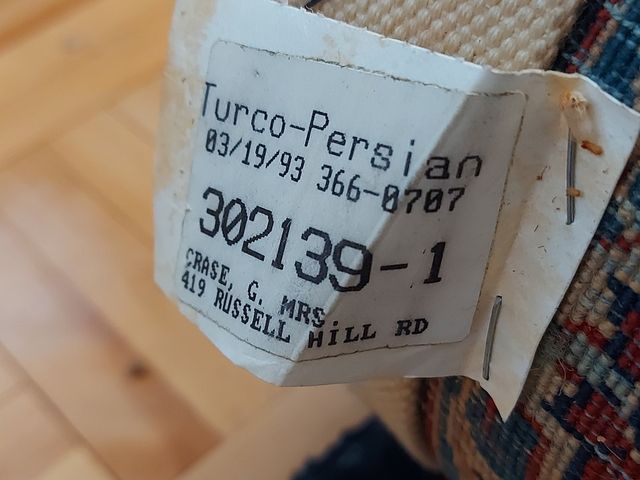 Turco-Persian
03/19/93 366-0707
302139-1
CRASE, G. MRS.
419 RUSSELL HILL RD